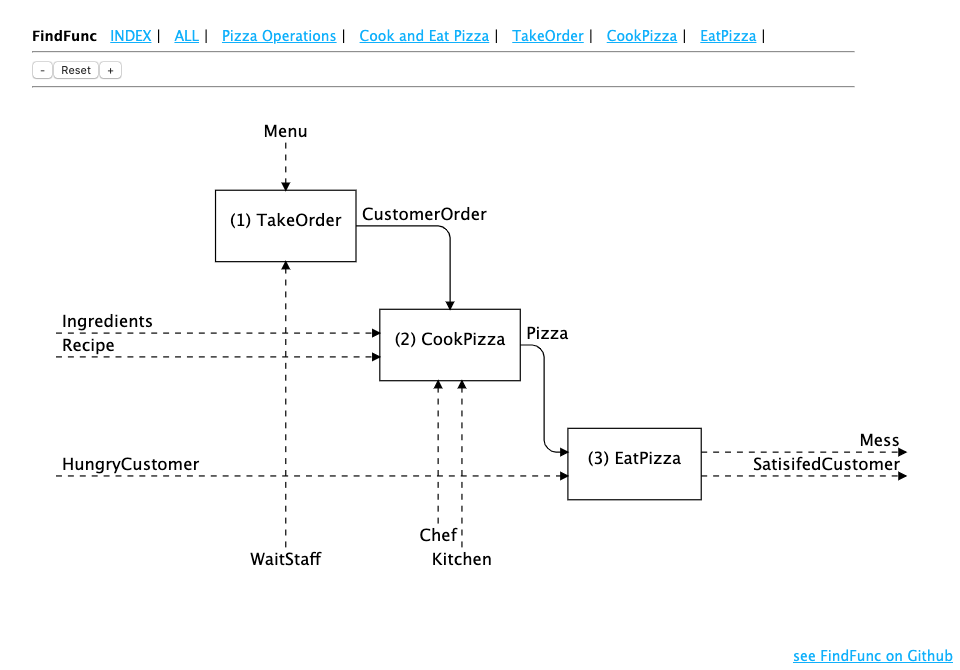 FindFunc INDEX | ALL | Pizza Operations | Cook and Eat Pizza | TakeOrder | CookPizza | EatPizza |
- Reset +
Menu
(1) TakeOrder
CustomerOrder
Ingredients
Recipe
(2) CookPizza
Pizza
HungryCustomer
(3) EatPizza
Mess
SatisifedCustomer
Chef
WaitStaff
Kitchen
see FindFunc on Github